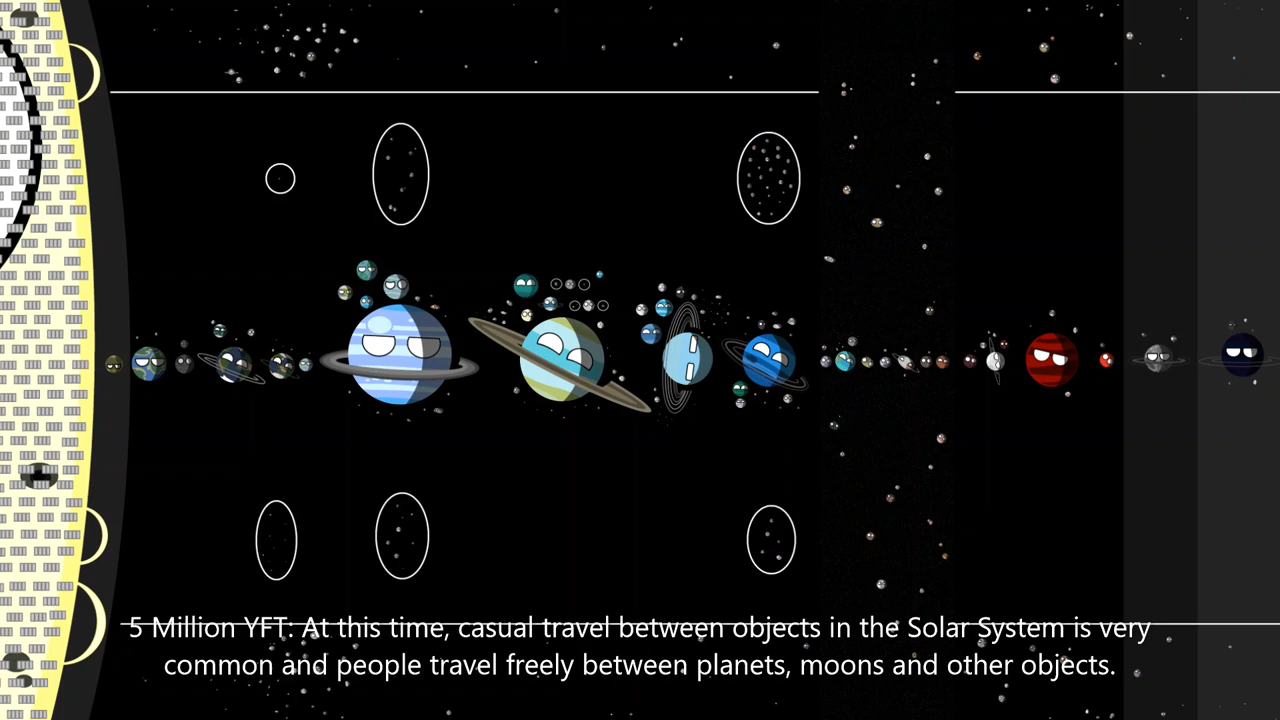 5 Million YFT: At this time, casual travel between objects in the Solar System is very
common and people travel freely between planets, moons and other objects.